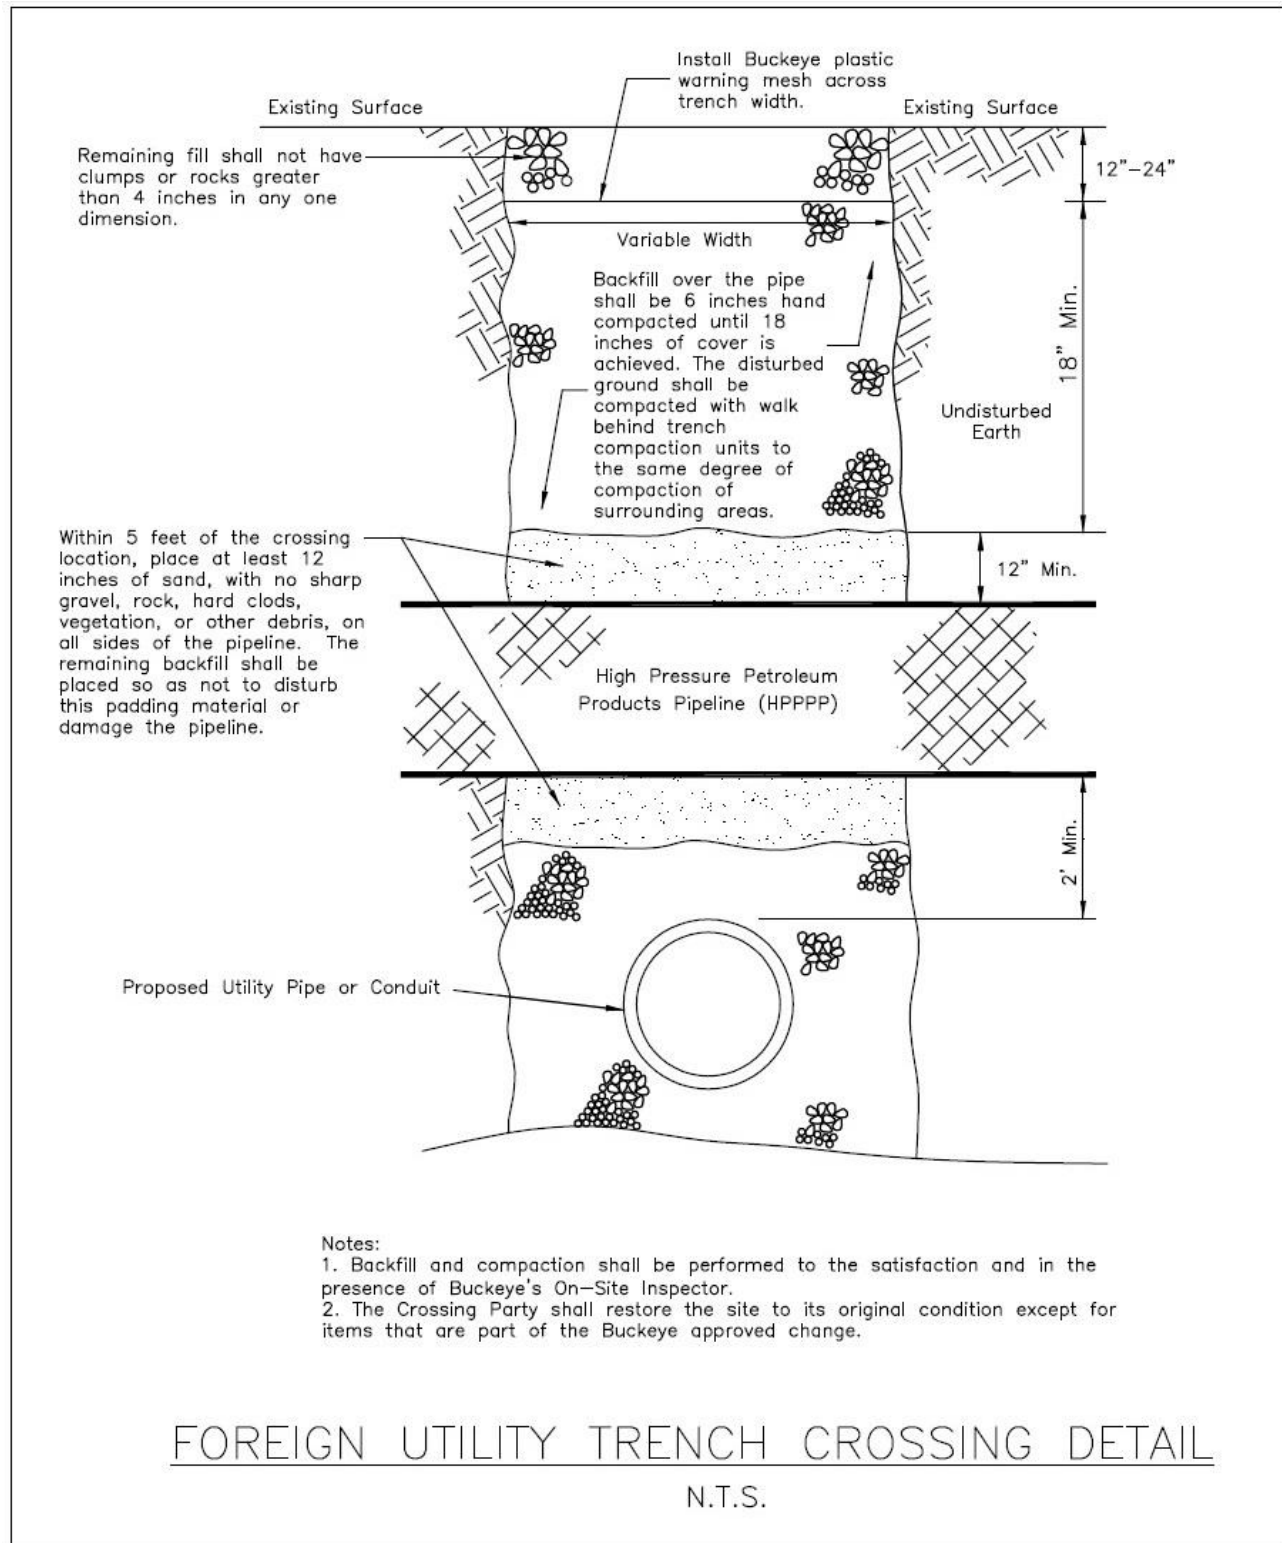 Install Buckeye plastic
warning mesh across
trench width.
Existing Surface
Existing Surface
Remaining fill shall not have
clumps or rocks greater
than 4 inches in any one
dimension.
12"–24"
Variable Width
Backfill over the pipe
shall be 6 inches hand
compacted until 18
inches of cover is
achieved. The disturbed
ground shall be
compacted with walk
behind trench
compaction units to
the same degree of
compaction of
surrounding areas.
18" Min.
Undisturbed
Earth
Within 5 feet of the crossing
location, place at least 12
inches of sand, with no sharp
gravel, rock, hard clods,
vegetation, or other debris, on
all sides of the pipeline. The
remaining backfill shall be
placed so as not to disturb
this padding material or
damage the pipeline.
12" Min.
High Pressure Petroleum
Products Pipeline (HPPPP)
2' Min.
Proposed Utility Pipe or Conduit
Notes:
1. Backfill and compaction shall be performed to the satisfaction and in the
presence of Buckeye's On–Site Inspector.
2. The Crossing Party shall restore the site to its original condition except for
items that are part of the Buckeye approved change.
FOREIGN UTILITY TRENCH CROSSING DETAIL
N.T.S.